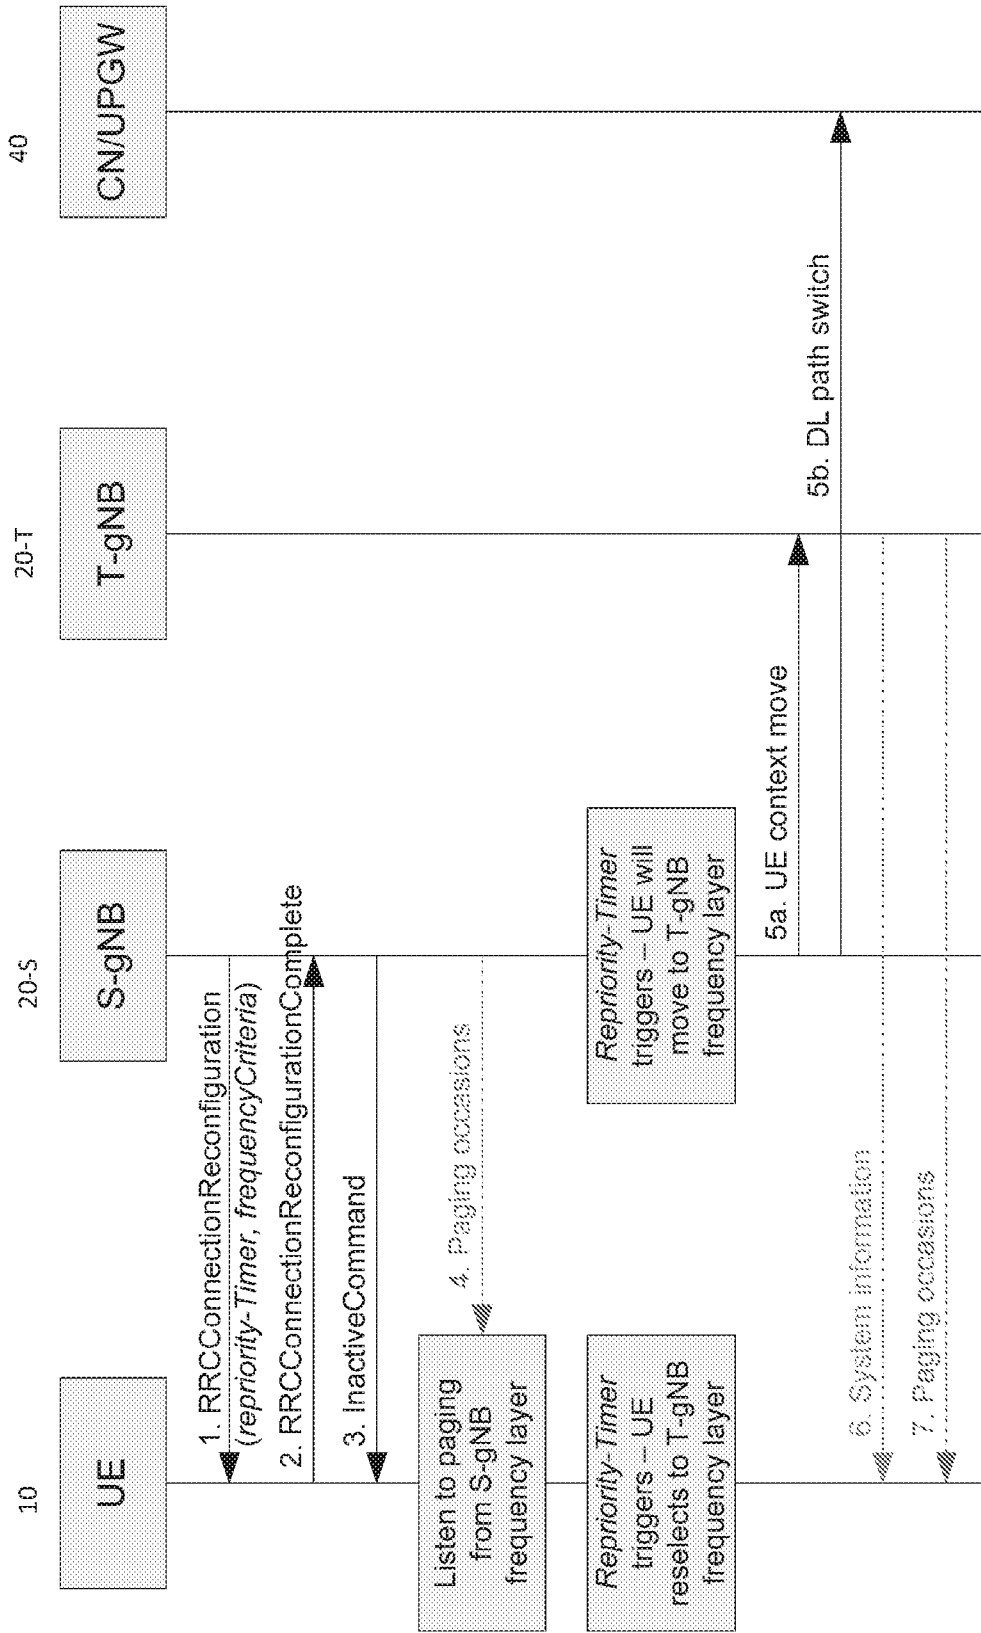 10
UE
20-S
S-gNB
20-T
T-gNB
40
CN/UPGW
1. RRCConnectionReconfiguration
(repriority-Timer, frequencyCriteria)
2. RRCConnectionReconfigurationComplete
3. InactiveCommand
Listen to paging
from S-gNB
frequency layer
4. Paging occasions
Repriority-Timer
triggers – UE
reselects to T-gNB
frequency layer
Repriority-Timer
triggers – UE will
move to T-gNB
frequency layer
5a. UE context move
5b. DL path switch
6. System information
7. Paging occasions